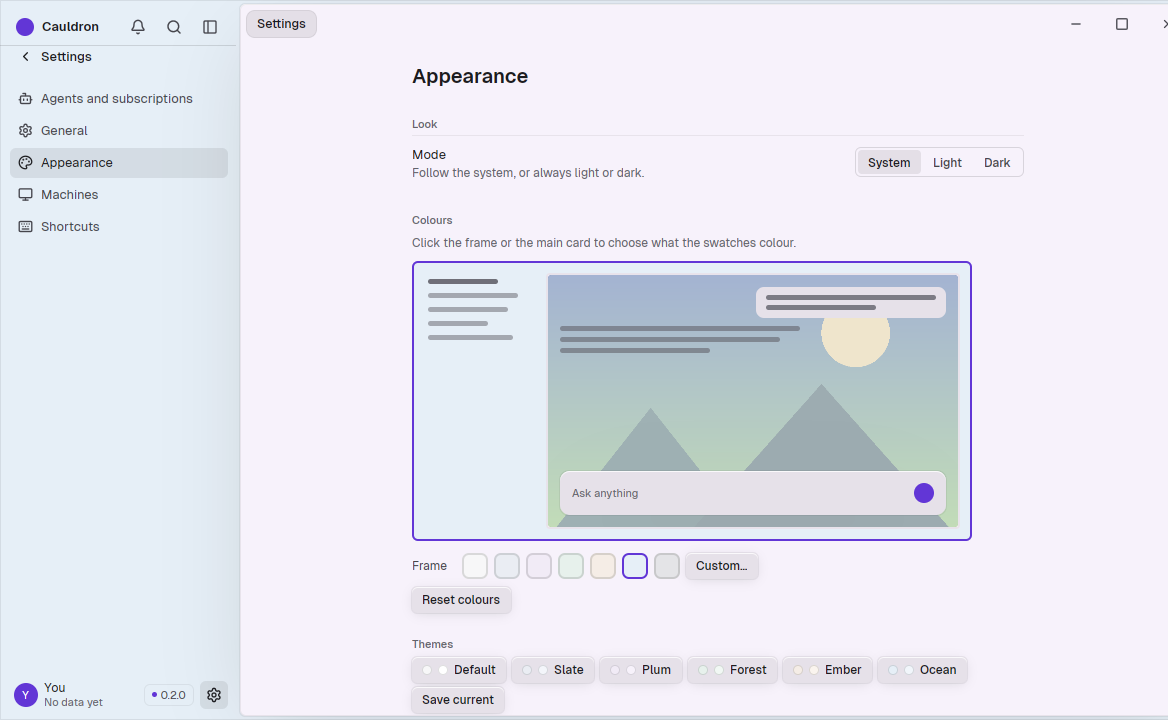 Cauldron
Settings
Agents and subscriptions
General
Appearance
Machines
Shortcuts
Y
You
No data yet
0.2.0
Settings
Appearance
Look
Mode
Follow the system, or always light or dark.
System Light Dark
Colours
Click the frame or the main card to choose what the swatches colour.
Ask anything
Frame
Custom...
Reset colours
Themes
Default Slate Plum Forest Ember Ocean
Save current